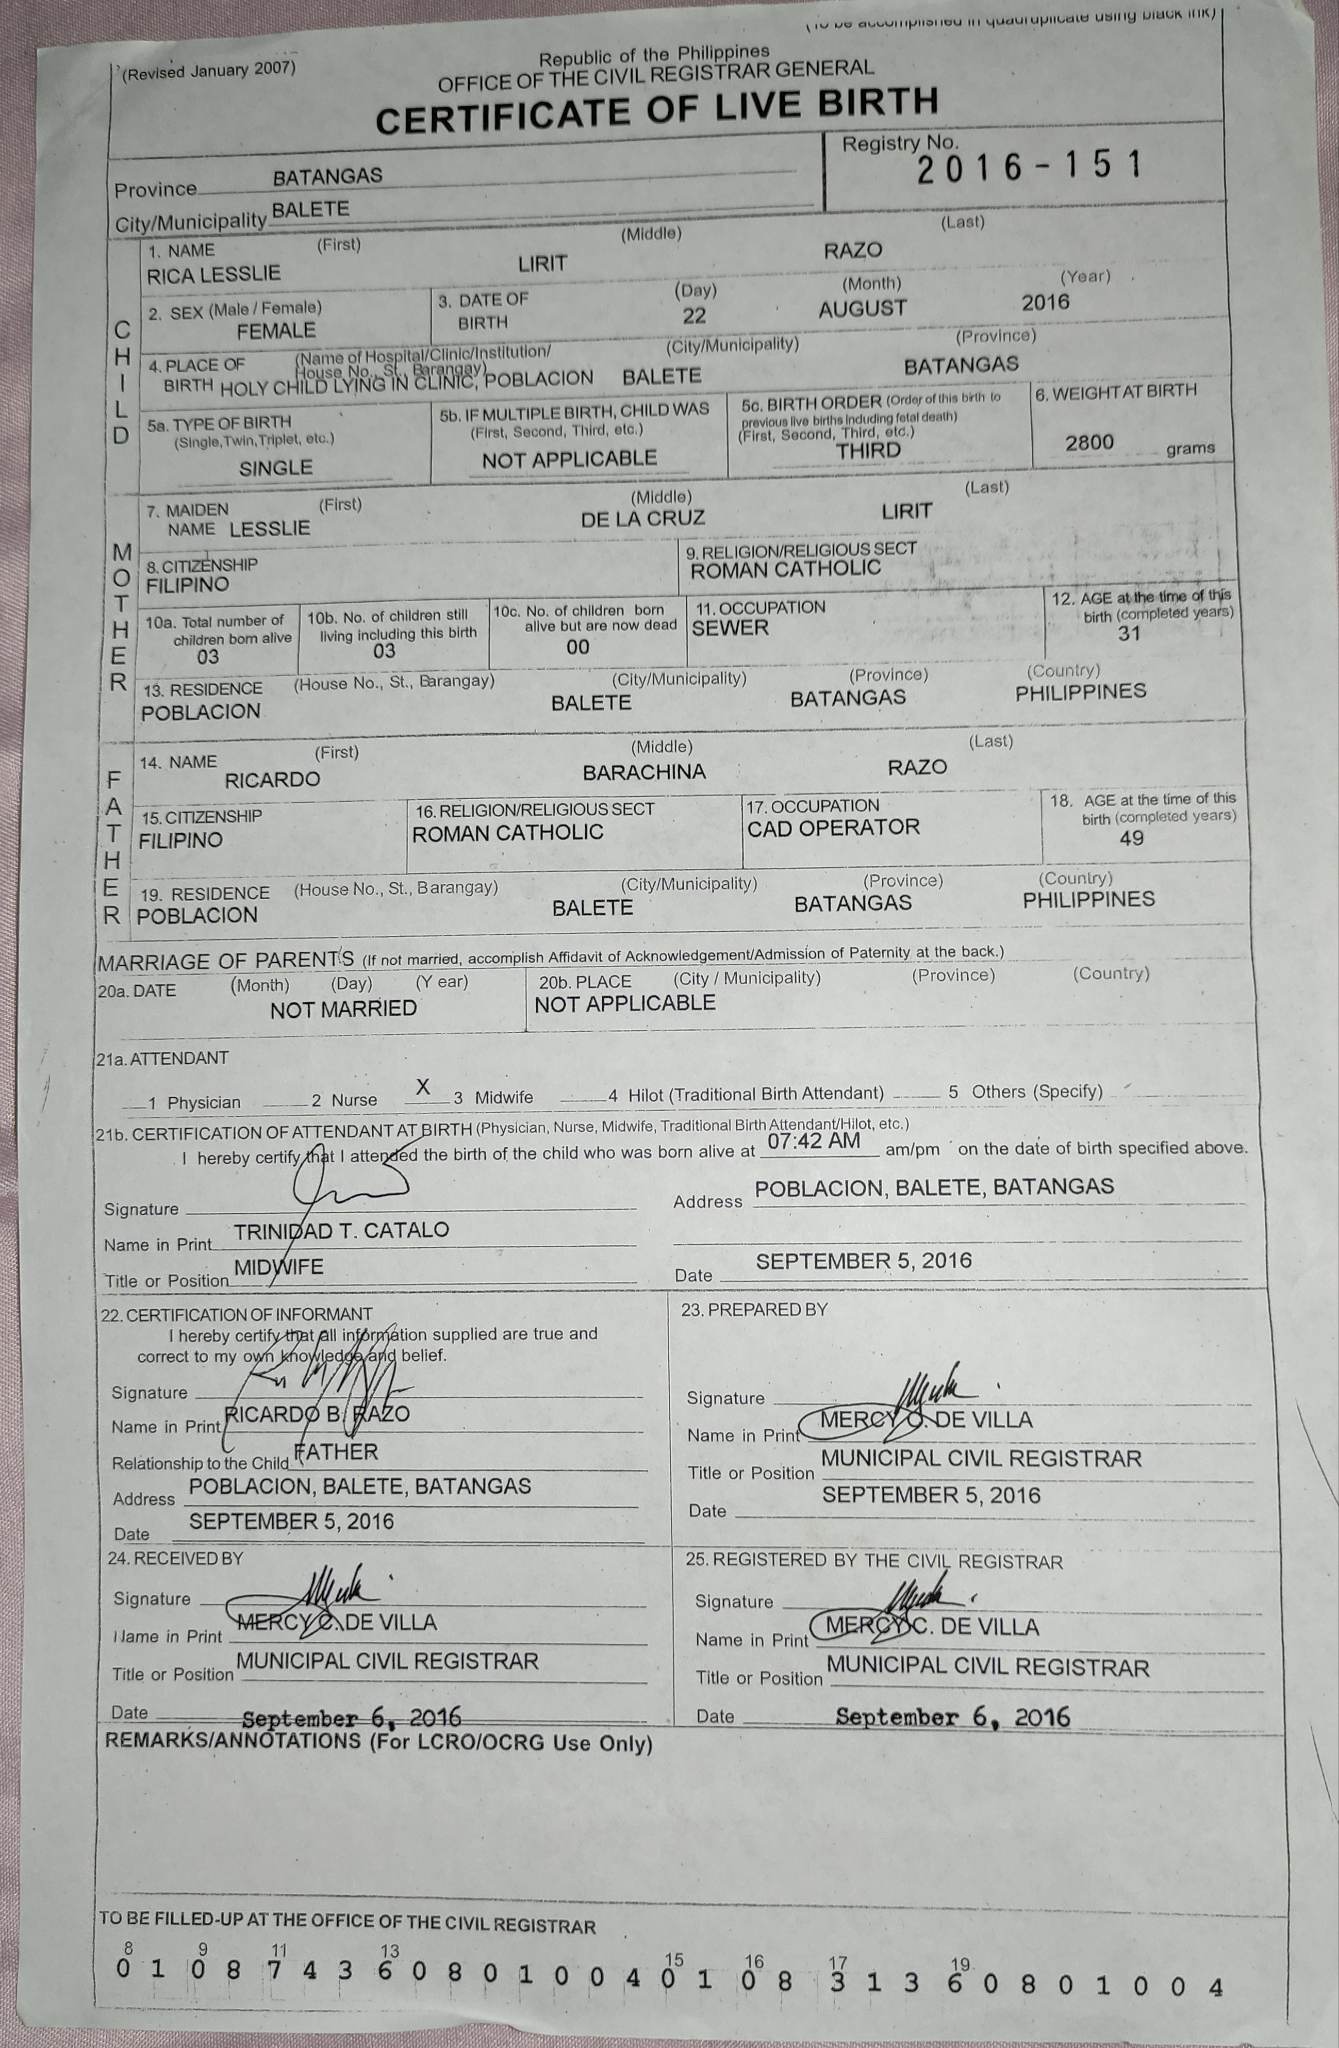 (To be accomplished in quadruplicate using black ink)
(Revised January 2007)
Republic of the Philippines
OFFICE OF THE CIVIL REGISTRAR GENERAL
CERTIFICATE OF LIVE BIRTH
Province BATANGAS
Registry No.
2016-151
City/Municipality BALETE
CHILD
1. NAME (First) (Middle) (Last)
RICA LESSLIE LIRIT RAZO
2. SEX (Male / Female) 3. DATE OF BIRTH (Day) (Month) (Year)
FEMALE 22 AUGUST 2016
4. PLACE OF BIRTH (Name of Hospital/Clinic/Institution/ House No., St., Barangay) (City/Municipality) (Province)
HOLY CHILD LYING IN CLINIC, POBLACION BALETE BATANGAS
5a. TYPE OF BIRTH (Single, Twin, Triplet, etc.)
SINGLE
5b. IF MULTIPLE BIRTH, CHILD WAS (First, Second, Third, etc.)
NOT APPLICABLE
5c. BIRTH ORDER (Order of this birth to previous live births including fetal death) (First, Second, Third, etc.)
THIRD
6. WEIGHT AT BIRTH
2800 grams
MOTHER
7. MAIDEN NAME (First) (Middle) (Last)
LESSLIE DE LA CRUZ LIRIT
8. CITIZENSHIP
FILIPINO
9. RELIGION/RELIGIOUS SECT
ROMAN CATHOLIC
10a. Total number of children born alive
03
10b. No. of children still living including this birth
03
10c. No. of children born alive but are now dead
00
11. OCCUPATION
SEWER
12. AGE at the time of this birth (completed years)
31
13. RESIDENCE (House No., St., Barangay) (City/Municipality) (Province) (Country)
POBLACION BALETE BATANGAS PHILIPPINES
FATHER
14. NAME (First) (Middle) (Last)
RICARDO BARACHINA RAZO
15. CITIZENSHIP
FILIPINO
16. RELIGION/RELIGIOUS SECT
ROMAN CATHOLIC
17. OCCUPATION
CAD OPERATOR
18. AGE at the time of this birth (completed years)
49
19. RESIDENCE (House No., St., Barangay) (City/Municipality) (Province) (Country)
POBLACION BALETE BATANGAS PHILIPPINES
MARRIAGE OF PARENTS (If not married, accomplish Affidavit of Acknowledgement/Admission of Paternity at the back.)
20a. DATE (Month) (Day) (Year) 20b. PLACE (City / Municipality) (Province) (Country)
NOT MARRIED NOT APPLICABLE
21a. ATTENDANT
1 Physician 2 Nurse X 3 Midwife 4 Hilot (Traditional Birth Attendant) 5 Others (Specify)
21b. CERTIFICATION OF ATTENDANT AT BIRTH (Physician, Nurse, Midwife, Traditional Birth Attendant/Hilot, etc.)
I hereby certify that I attended the birth of the child who was born alive at 07:42 AM am/pm on the date of birth specified above.
Signature
Address POBLACION, BALETE, BATANGAS
Name in Print TRINIDAD T. CATALO
Title or Position MIDWIFE
Date SEPTEMBER 5, 2016
22. CERTIFICATION OF INFORMANT
I hereby certify that all information supplied are true and
correct to my own knowledge and belief.
Signature
Name in Print RICARDO B. RAZO
Relationship to the Child FATHER
Address POBLACION, BALETE, BATANGAS
Date SEPTEMBER 5, 2016
23. PREPARED BY
Signature
Name in Print MERCY C. DE VILLA
Title or Position MUNICIPAL CIVIL REGISTRAR
Date SEPTEMBER 5, 2016
24. RECEIVED BY
Signature
Name in Print MERCY C. DE VILLA
Title or Position MUNICIPAL CIVIL REGISTRAR
Date September 6, 2016
25. REGISTERED BY THE CIVIL REGISTRAR
Signature
Name in Print MERCY C. DE VILLA
Title or Position MUNICIPAL CIVIL REGISTRAR
Date September 6, 2016
REMARKS/ANNOTATIONS (For LCRO/OCRG Use Only)
TO BE FILLED-UP AT THE OFFICE OF THE CIVIL REGISTRAR
8 9 11 13 15 16 17 19
0 1 0 8 7 4 3 6 0 8 0 1 0 0 4 0 1 0 8 3 1 3 6 0 8 0 1 0 0 4